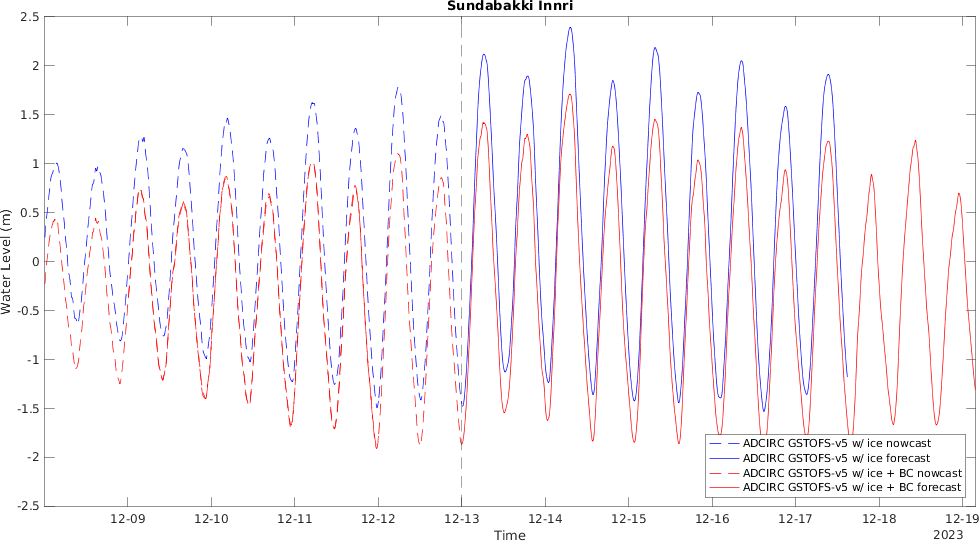 Sundabakki Innri
2.5
2
1.5
1
0.5
0
-0.5
-1
-1.5
-2
-2.5
Water Level (m)
ADCIRC GSTOFS-v5 w/ ice nowcast
ADCIRC GSTOFS-v5 w/ ice forecast
ADCIRC GSTOFS-v5 w/ ice + BC nowcast
ADCIRC GSTOFS-v5 w/ ice + BC forecast
12-09 12-10 12-11 12-12 12-13 12-14 12-15 12-16 12-17 12-18 12-19
Time
2023